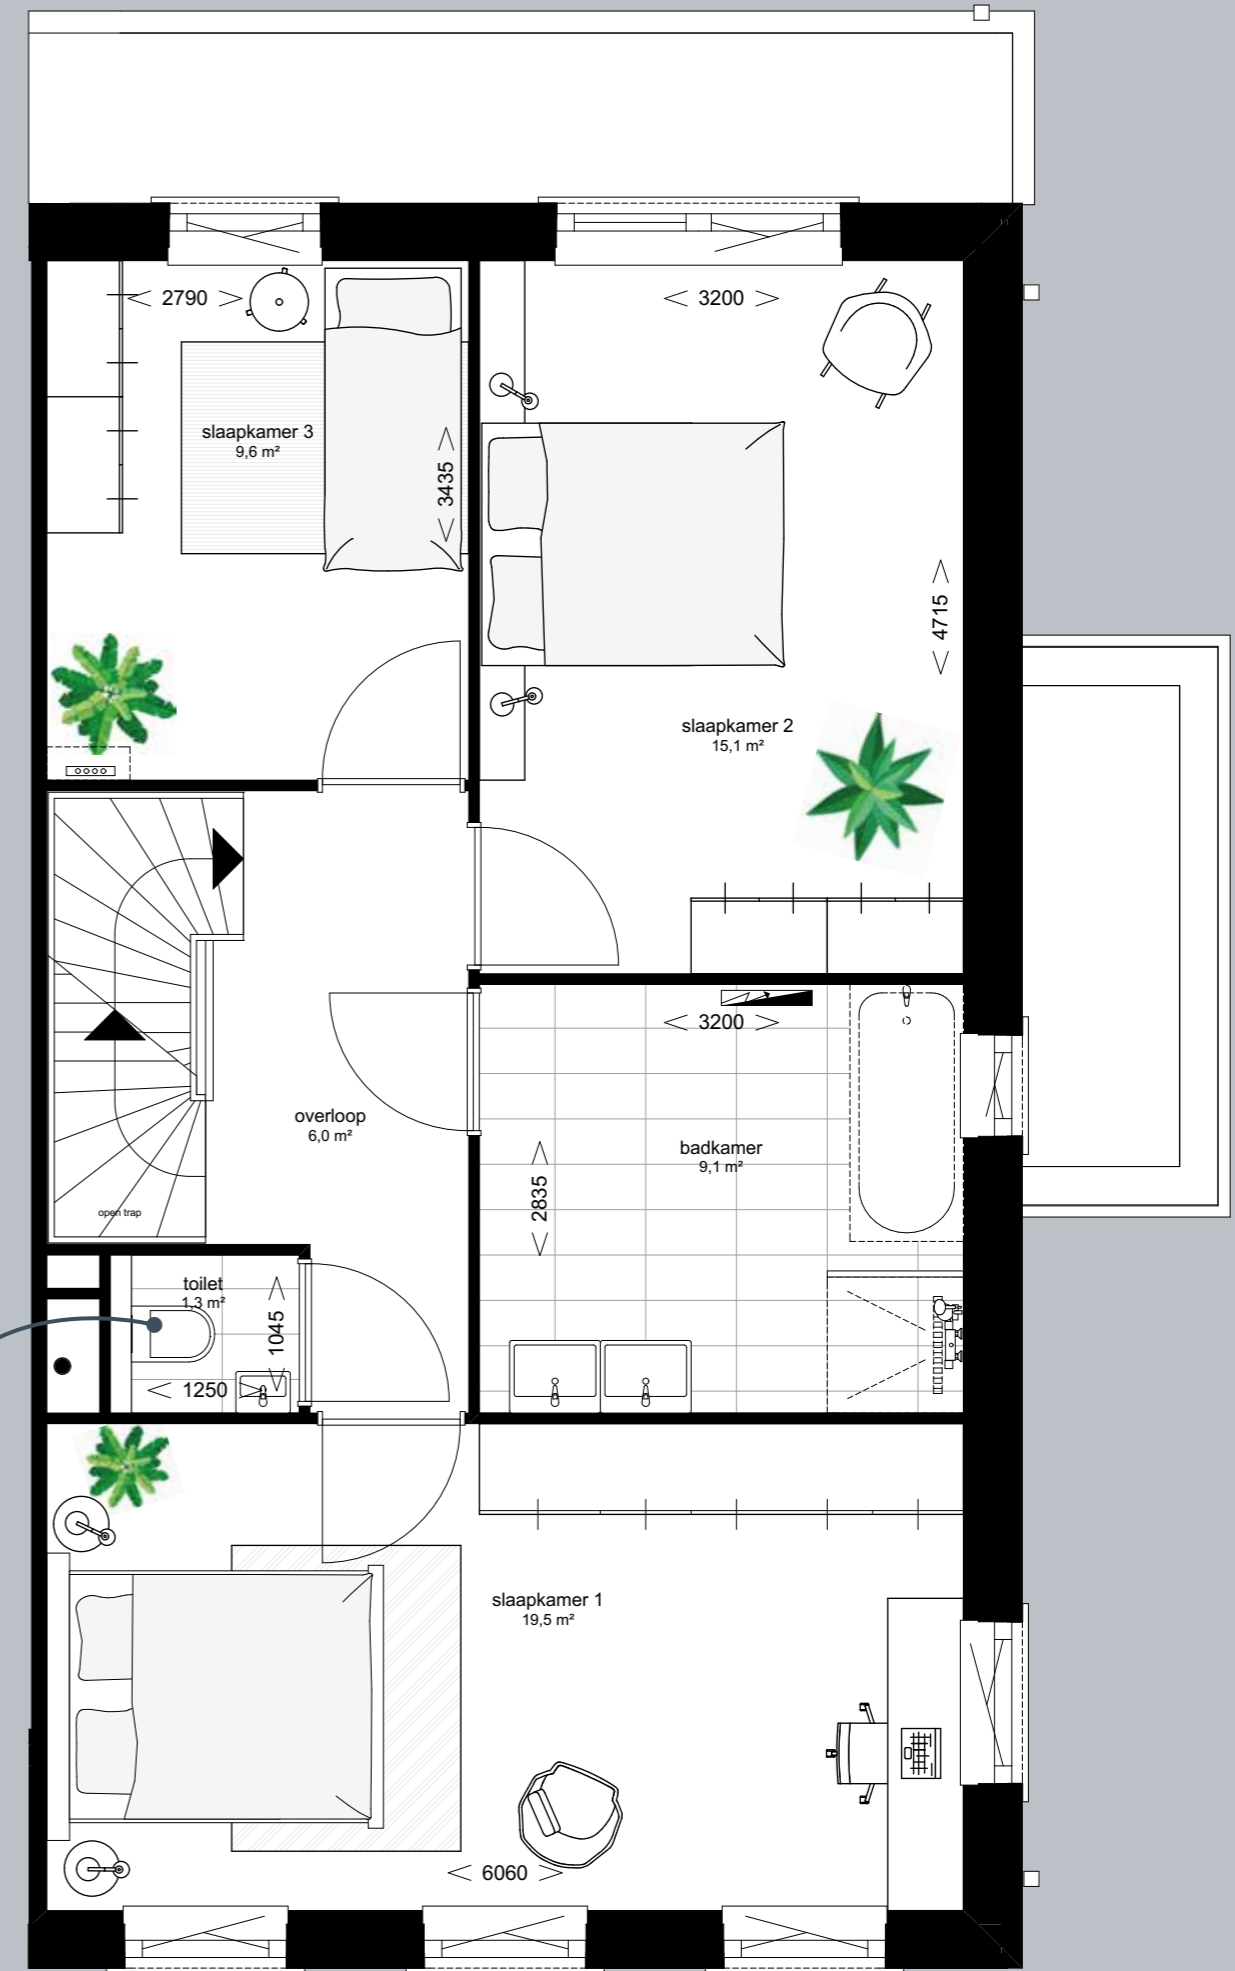 2790
3200
slaapkamer 3
9,6 m²
3435
4715
slaapkamer 2
15,1 m²
3200
overloop
6,0 m²
badkamer
9,1 m²
2835
open trap
toilet
1,3 m²
1045
1250
slaapkamer 1
19,5 m²
6060